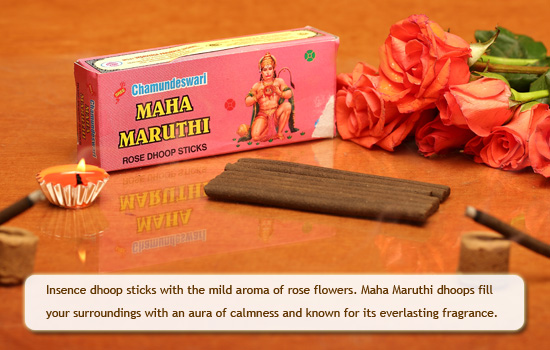 Chamundeswari
MAHA
MARUTHI
ROSE DHOOP STICKS
Insence dhoop sticks with the mild aroma of rose flowers. Maha Maruthi dhoops fill
your surroundings with an aura of calmness and known for its everlasting fragrance.